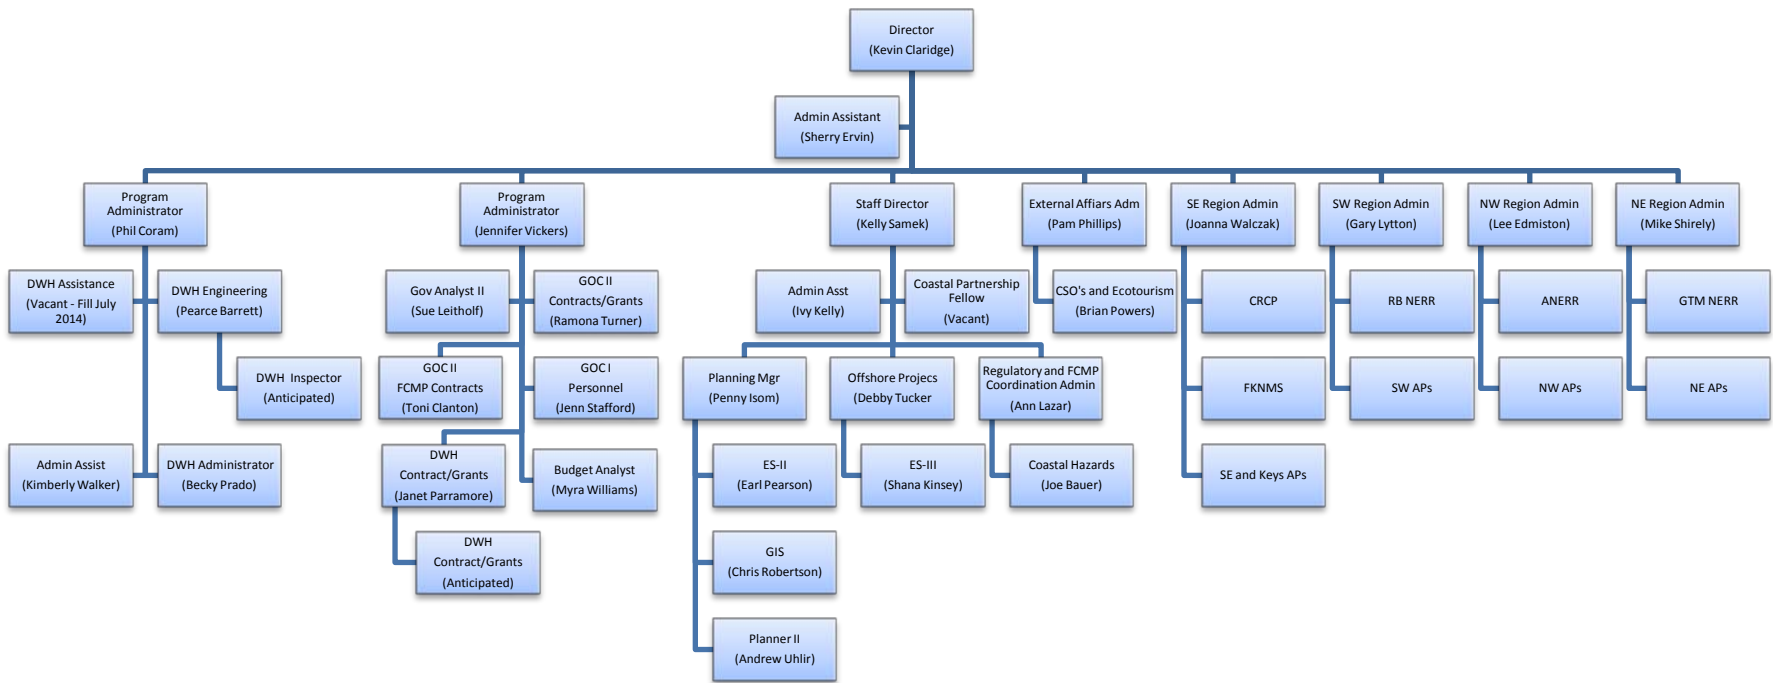 Director
(Kevin Claridge)
Admin Assistant
(Sherry Ervin)
Program
Administrator
(Phil Coram)
Program
Administrator
(Jennifer Vickers)
Staff Director
(Kelly Samek)
External Affiars Adm
(Pam Phillips)
SE Region Admin
(Joanna Walczak)
SW Region Admin
(Gary Lytton)
NW Region Admin
(Lee Edmiston)
NE Region Admin
(Mike Shirely)
DWH Assistance
(Vacant - Fill July
2014)
DWH Engineering
(Pearce Barrett)
Gov Analyst II
(Sue Leitholf)
GOC II
Contracts/Grants
(Ramona Turner)
Admin Asst
(Ivy Kelly)
Coastal Partnership
Fellow
(Vacant)
CSO's and Ecotourism
(Brian Powers)
CRCP
RB NERR
ANERR
GTM NERR
DWH Inspector
(Anticipated)
GOC II
FCMP Contracts
(Toni Clanton)
GOC I
Personnel
(Jenn Stafford)
Planning Mgr
(Penny Isom)
Offshore Projecs
(Debby Tucker
Regulatory and FCMP
Coordination Admin
(Ann Lazar)
FKNMS
SW APs
NW APs
NE APs
Admin Assist
(Kimberly Walker)
DWH Administrator
(Becky Prado)
DWH
Contract/Grants
(Janet Parramore)
Budget Analyst
(Myra Williams)
ES-II
(Earl Pearson)
ES-III
(Shana Kinsey)
Coastal Hazards
(Joe Bauer)
SE and Keys APs
DWH
Contract/Grants
(Anticipated)
GIS
(Chris Robertson)
Planner II
(Andrew Uhlir)